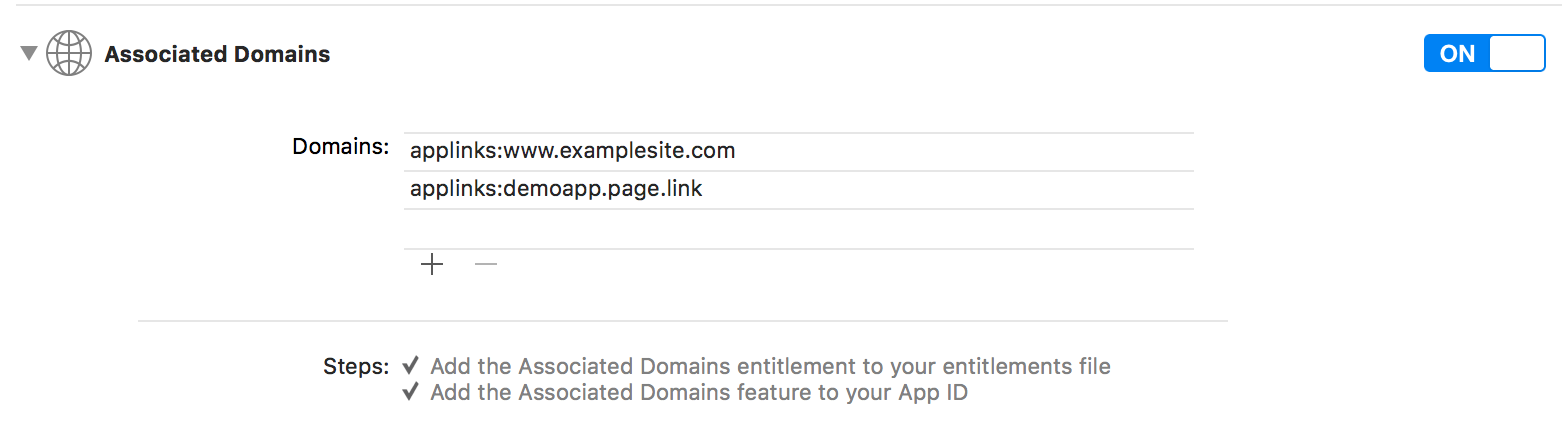 Associated Domains
ON
Domains:
applinks:www.examplesite.com
applinks:demoapp.page.link
Steps:
Add the Associated Domains entitlement to your entitlements file
Add the Associated Domains feature to your App ID